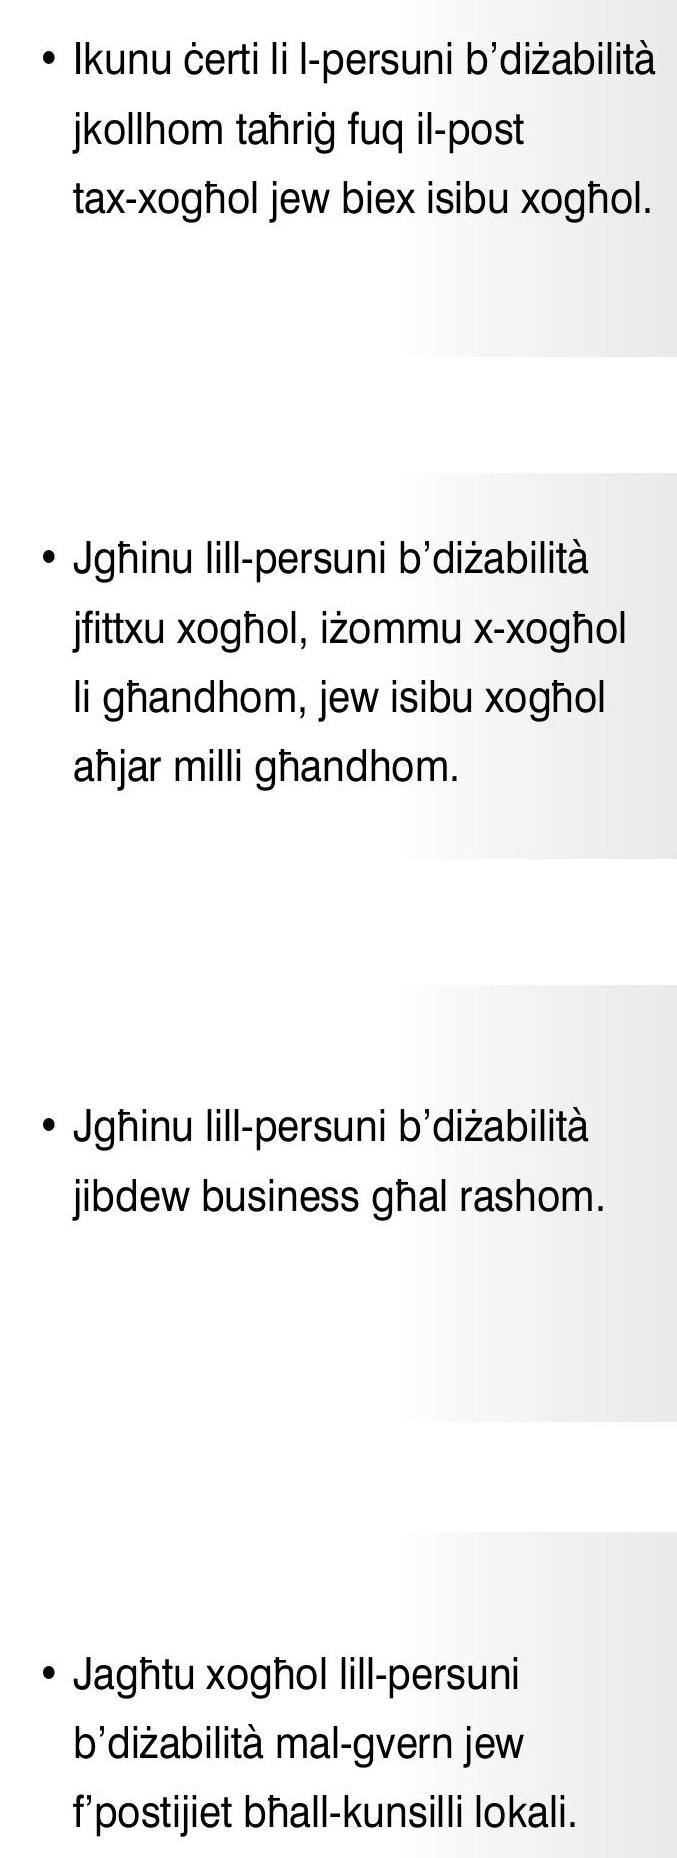 • Ikunu ċerti li l-persuni b’diżabilità
jkollhom taħriġ fuq il-post
tax-xogħol jew biex isibu xogħol.
• Jgħinu lill-persuni b’diżabilità
jfittxu xogħol, iżommu x-xogħol
li għandhom, jew isibu xogħol
aħjar milli għandhom.
• Jgħinu lill-persuni b’diżabilità
jibdew business għal rashom.
• Jagħtu xogħol lill-persuni
b’diżabilità mal-gvern jew
f’postijiet bħall-kunsilli lokali.